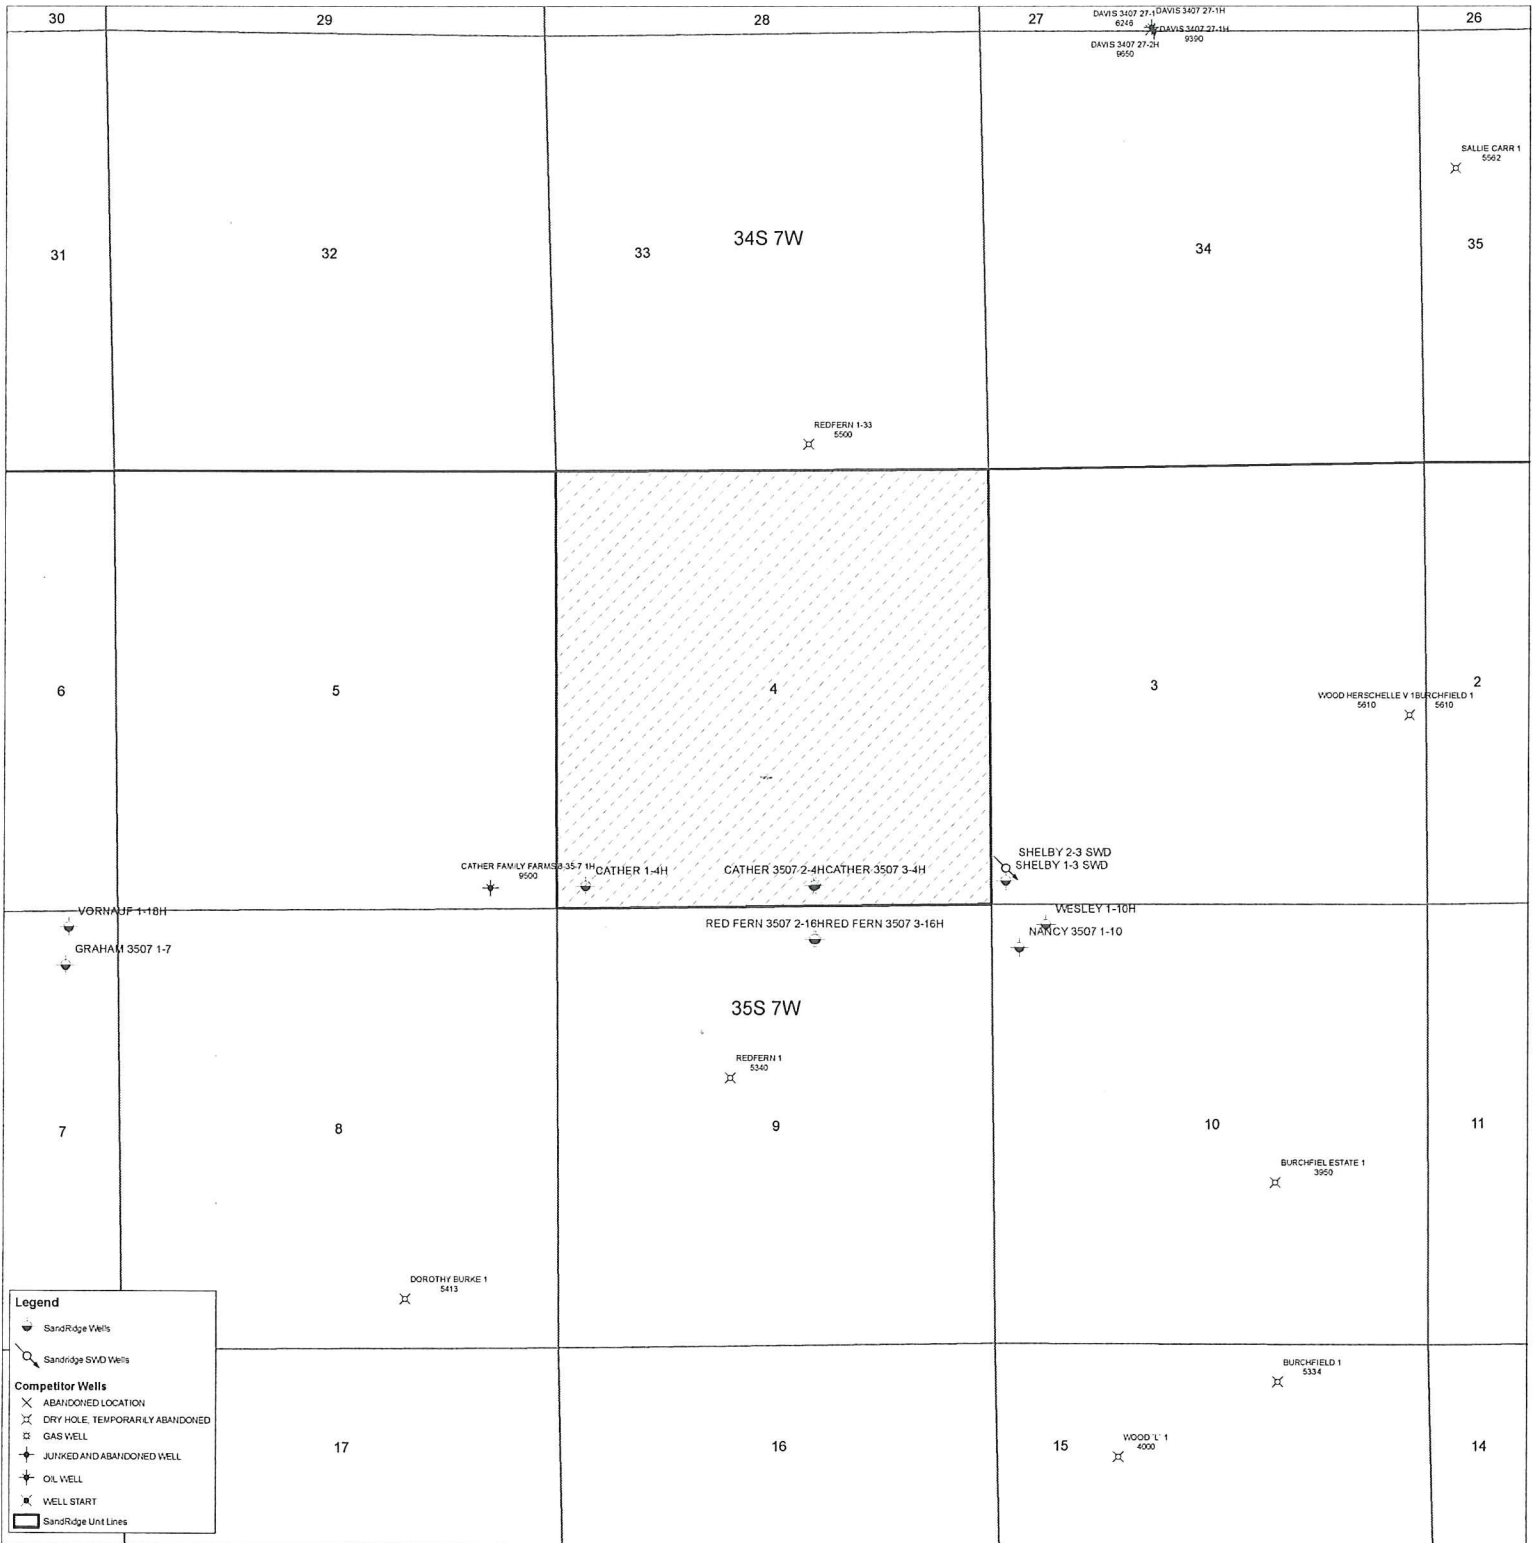 30
29
28
27
26
DAVIS 3407 27-1
DAVIS 3407 27-1H
6246
DAVIS 3407 27-1H
9390
DAVIS 3407 27-2H
9650
SALLIE CARR 1
5562
31
32
33
34S 7W
34
35
REDFERN 1-33
5500
6
5
4
3
2
WOOD HERSCHELLE V 1
BURCHFIELD 1
5610
5610
SHELBY 2-3 SWD
SHELBY 1-3 SWD
CATHER FAMILY FARMS 8-35-7 1H
9500
CATHER 1-4H
CATHER 3507 2-4H
CATHER 3507 3-4H
VORNAUF 1-18H
WESLEY 1-10H
RED FERN 3507 2-16H
RED FERN 3507 3-16H
NANCY 3507 1-10
GRAHAM 3507 1-7
35S 7W
REDFERN 1
5340
7
8
9
10
11
BURCHFIEL ESTATE 1
3950
DOROTHY BURKE 1
5413
BURCHFIELD 1
5334
WOOD 'L' 1
4000
17
16
15
14
Legend
SandRidge Wells
Sandridge SWD Wells
Competitor Wells
ABANDONED LOCATION
DRY HOLE, TEMPORARILY ABANDONED
GAS WELL
JUNKED AND ABANDONED WELL
OIL WELL
WELL START
SandRidge Unit Lines